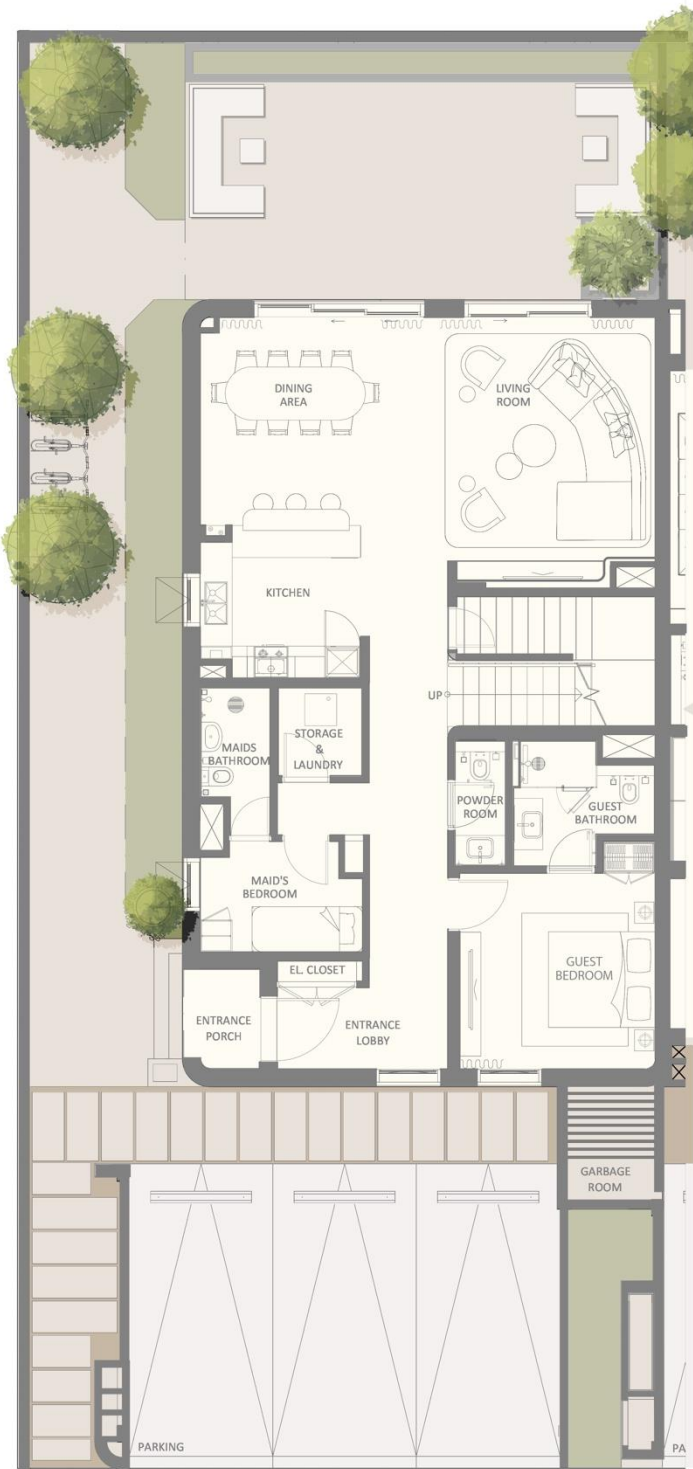 DINING
AREA
LIVING
ROOM
KITCHEN
UP
STORAGE
&
LAUNDRY
MAIDS
BATHROOM
POWDER
ROOM
GUEST
BATHROOM
MAID'S
BEDROOM
GUEST
BEDROOM
EL. CLOSET
ENTRANCE
PORCH
ENTRANCE
LOBBY
GARBAGE
ROOM
PARKING
PA